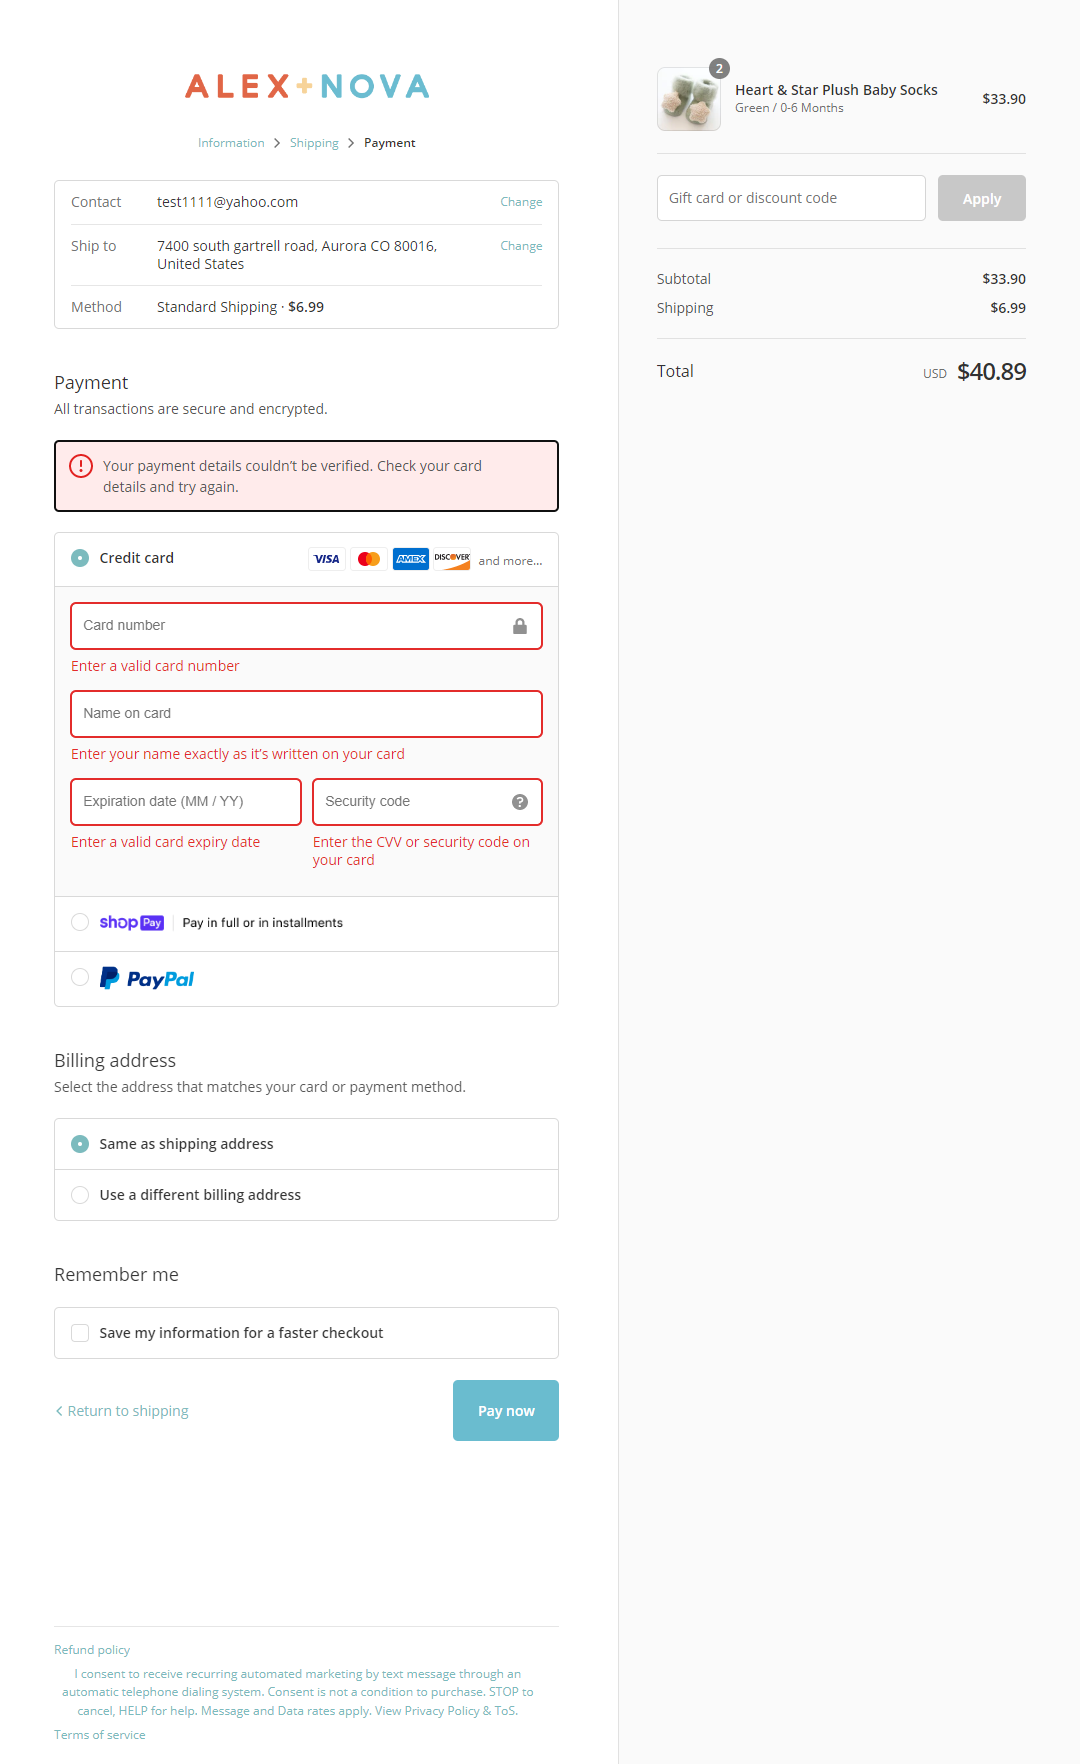 ALEX+NOVA
Information > Shipping > Payment
Contact test1111@yahoo.com Change
Ship to 7400 south gartrell road, Aurora CO 80016, Change
United States
Method Standard Shipping · $6.99
Payment
All transactions are secure and encrypted.
Your payment details couldn’t be verified. Check your card
details and try again.
Credit card VISA AMEX DISCOVER and more...
Card number
Enter a valid card number
Name on card
Enter your name exactly as it’s written on your card
Expiration date (MM / YY) Security code
Enter a valid card expiry date Enter the CVV or security code on
your card
shop Pay Pay in full or in installments
PayPal
Billing address
Select the address that matches your card or payment method.
Same as shipping address
Use a different billing address
Remember me
Save my information for a faster checkout
Return to shipping Pay now
Refund policy
I consent to receive recurring automated marketing by text message through an
automatic telephone dialing system. Consent is not a condition to purchase. STOP to
cancel, HELP for help. Message and Data rates apply. View Privacy Policy & ToS.
Terms of service
2
Heart & Star Plush Baby Socks $33.90
Green / 0-6 Months
Gift card or discount code Apply
Subtotal $33.90
Shipping $6.99
Total USD $40.89